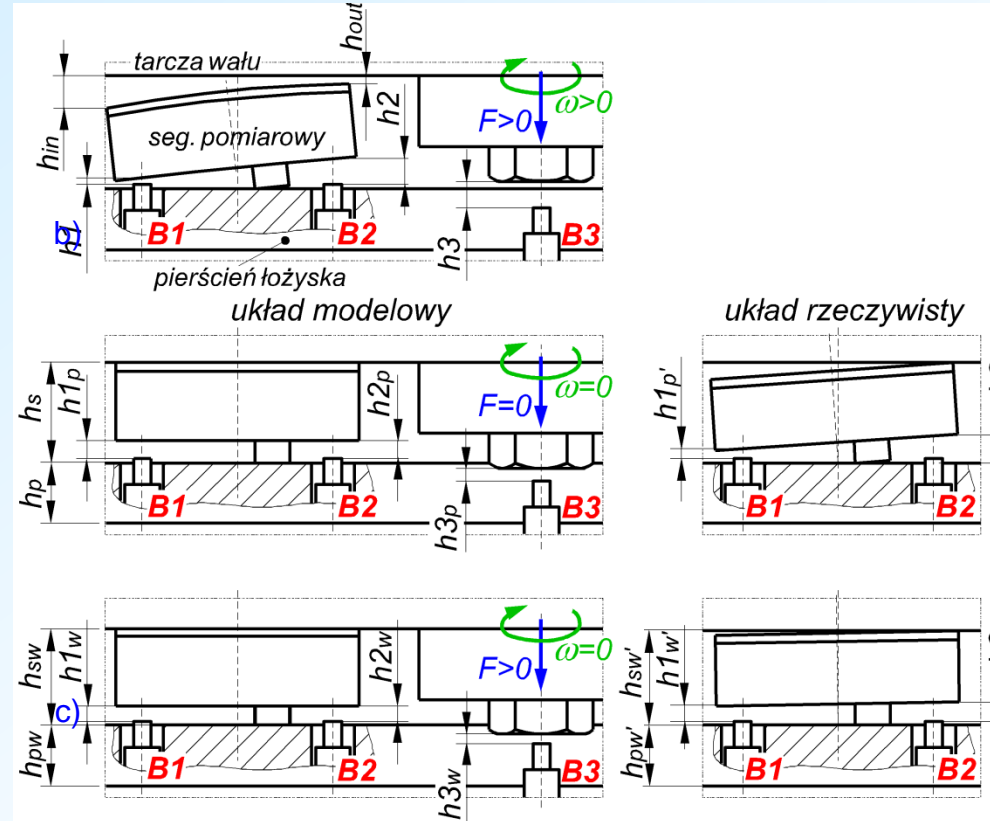 hout
tarcza wału
hin
seg. pomiarowy
h2
F>0
ω>0
h1
b)
B1
B2
h3
B3
pierścień łożyska
układ modelowy
układ rzeczywisty
hs
h1p
h2p
F=0
ω=0
h1p'
hp
B1
B2
h3p
B3
B1
B2
hsw
h1w
h2w
F>0
ω=0
hsw'
h1w'
c)
hpw
B1
B2
h3w
B3
hpw'
B1
B2